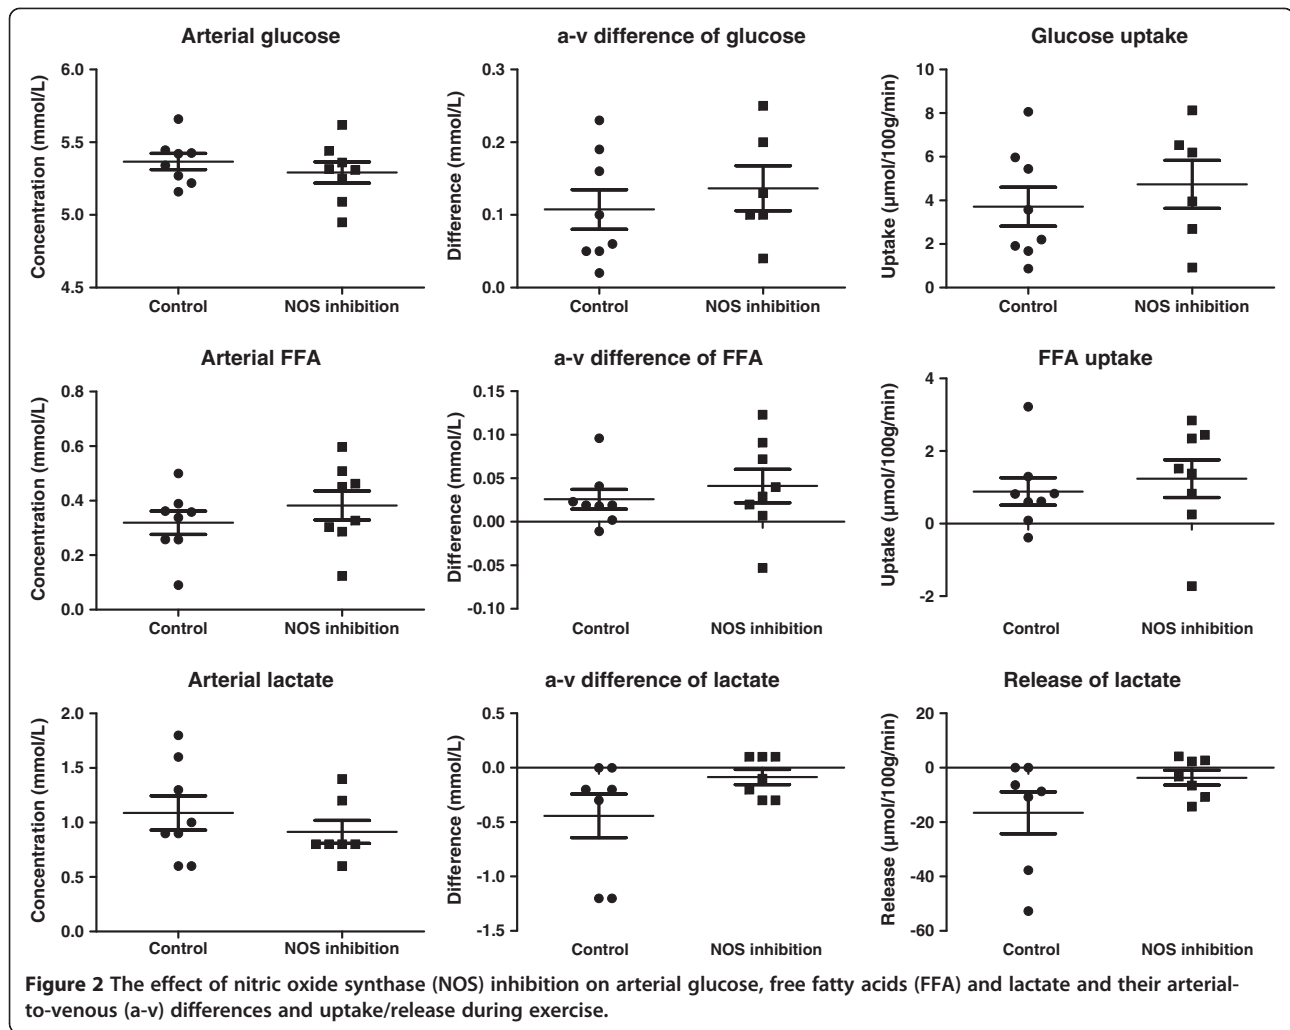 Arterial glucose
Concentration (mmol/L)
6.0
5.5
5.0
4.5
Control NOS inhibition
a-v difference of glucose
Difference (mmol/L)
0.3
0.2
0.1
0.0
Control NOS inhibition
Glucose uptake
Uptake (µmol/100g/min)
10
8
6
4
2
0
Control NOS inhibition
Arterial FFA
Concentration (mmol/L)
0.8
0.6
0.4
0.2
0.0
Control NOS inhibition
a-v difference of FFA
Difference (mmol/L)
0.15
0.10
0.05
0.00
-0.05
-0.10
Control NOS inhibition
FFA uptake
Uptake (µmol/100g/min)
4
2
0
-2
Control NOS inhibition
Arterial lactate
Concentration (mmol/L)
2.0
1.5
1.0
0.5
0.0
Control NOS inhibition
a-v difference of lactate
Difference (mmol/L)
0.5
0.0
-0.5
-1.0
-1.5
Control NOS inhibition
Release of lactate
Release (µmol/100g/min)
20
0
-20
-40
-60
Control NOS inhibition
Figure 2 The effect of nitric oxide synthase (NOS) inhibition on arterial glucose, free fatty acids (FFA) and lactate and their arterial-
to-venous (a-v) differences and uptake/release during exercise.